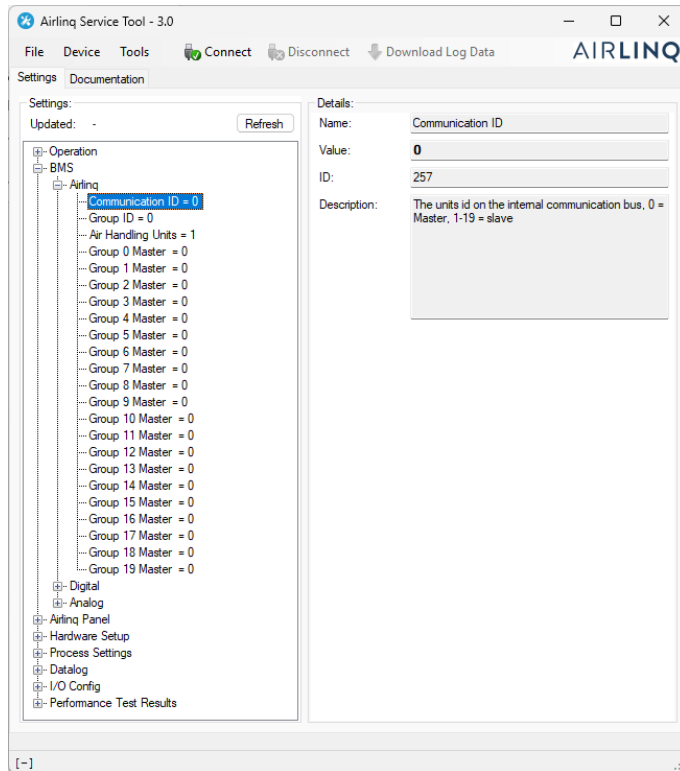 Airlinq Service Tool - 3.0
File Device Tools Connect Disconnect Download Log Data AIRLINQ
Settings Documentation
Settings:
Updated: - Refresh
Operation
BMS
Airlinq
Communication ID = 0
Group ID = 0
Air Handling Units = 1
Group 0 Master = 0
Group 1 Master = 0
Group 2 Master = 0
Group 3 Master = 0
Group 4 Master = 0
Group 5 Master = 0
Group 6 Master = 0
Group 7 Master = 0
Group 8 Master = 0
Group 9 Master = 0
Group 10 Master = 0
Group 11 Master = 0
Group 12 Master = 0
Group 13 Master = 0
Group 14 Master = 0
Group 15 Master = 0
Group 16 Master = 0
Group 17 Master = 0
Group 18 Master = 0
Group 19 Master = 0
Digital
Analog
Airlinq Panel
Hardware Setup
Process Settings
Datalog
I/O Config
Performance Test Results
Details:
Name: Communication ID
Value: 0
ID: 257
Description: The units id on the internal communication bus, 0 =
Master, 1-19 = slave
[-]